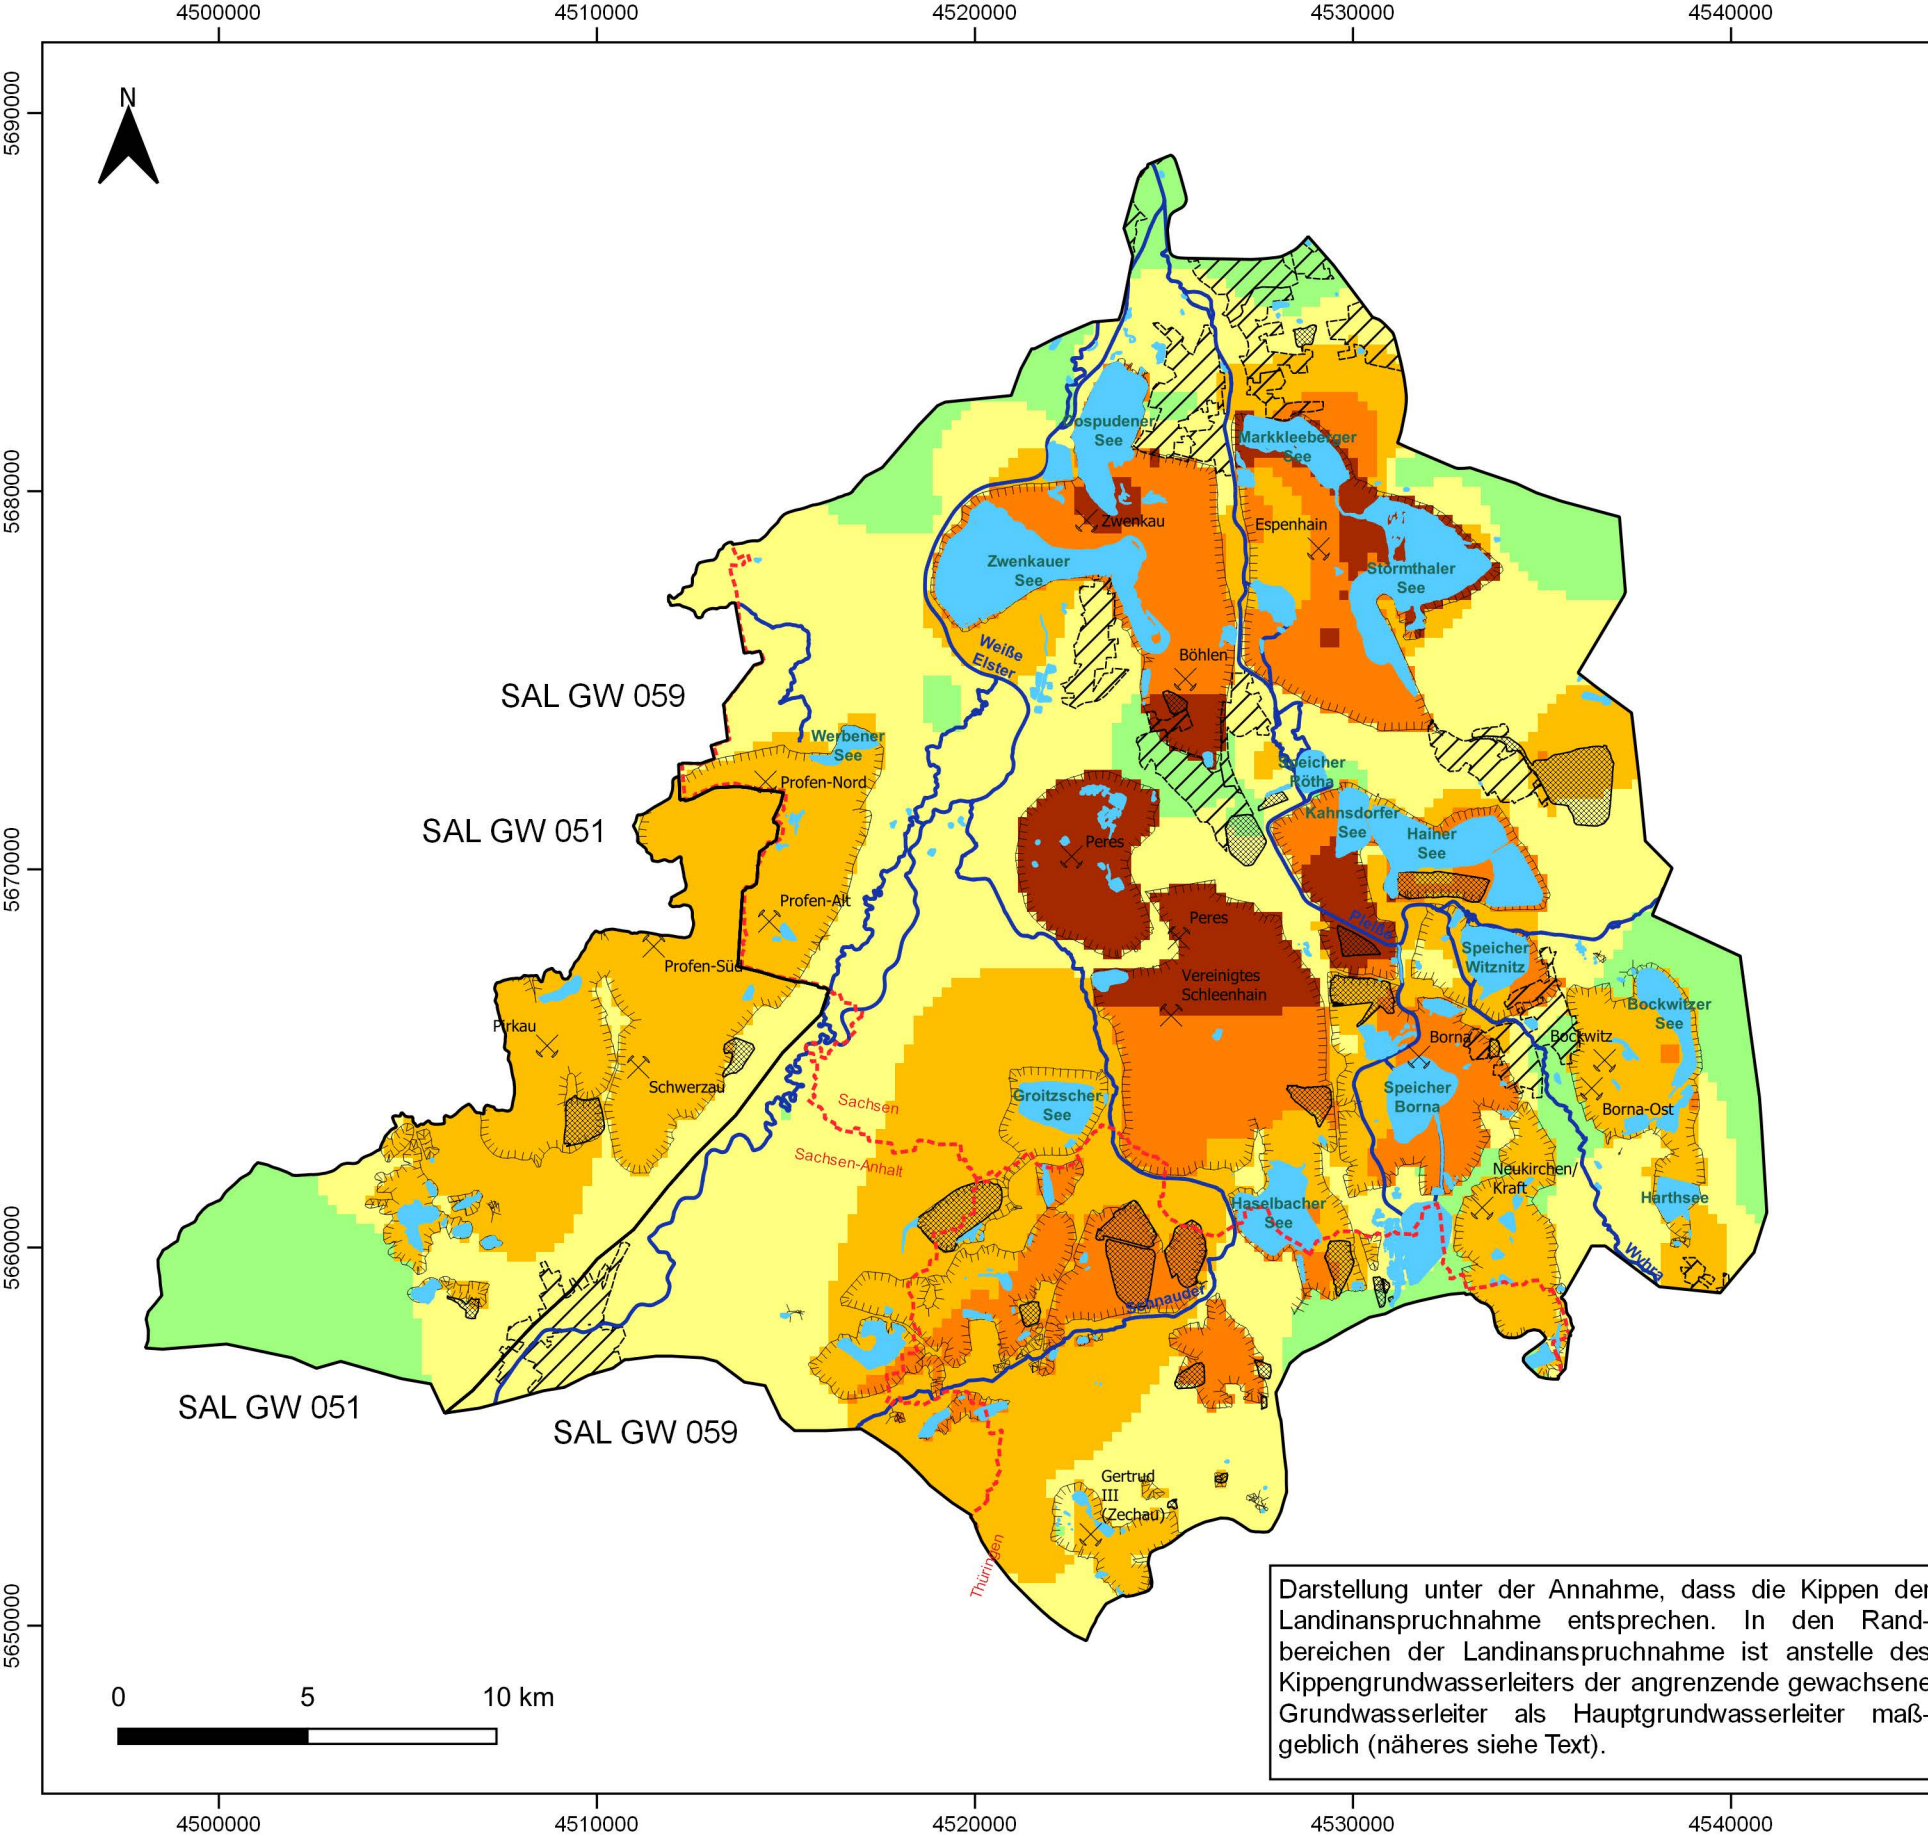 4500000
4510000
4520000
4530000
4540000
5690000
5680000
5670000
5660000
5650000
N
Cospudener
See
Markkleeberger
See
Zwenkau
Espenhain
Zwenkauer
See
Störmthaler
See
Weiße
Elster
Böhlen
SAL GW 059
Werbener
See
Speicher
Rötha
Profen-Nord
SAL GW 051
Kahnsdorfer
See
Hainer
See
Peres
Profen-Alt
Peres
Pleiße
Profen-Süd
Speicher
Witznitz
Vereinigtes
Schleenhain
Bockwitzer
See
Pirkau
Borna
Bockwitz
Schwerzau
Groitzscher
See
Speicher
Borna
Sachsen
Borna-Ost
Sachsen-Anhalt
Neukirchen/
Kraft
Harthsee
Haselbacher
See
Wyhra
Schnauder
SAL GW 051
SAL GW 059
Gertrud
III
(Zechau)
Thüringen
Darstellung unter der Annahme, dass die Kippen der
Landinanspruchnahme entsprechen. In den Rand-
bereichen der Landinanspruchnahme ist anstelle des
Kippengrundwasserleiters der angrenzende gewachsene
Grundwasserleiter als Hauptgrundwasserleiter maß-
geblich (näheres siehe Text).
0 5 10 km
4500000
4510000
4520000
4530000
4540000